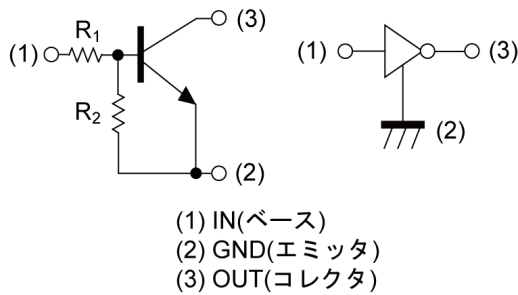 (3)
R1
(1)
R2
(2)
(1)
(3)
(2)
(1) IN(ベース)
(2) GND(エミッタ)
(3) OUT(コレクタ)